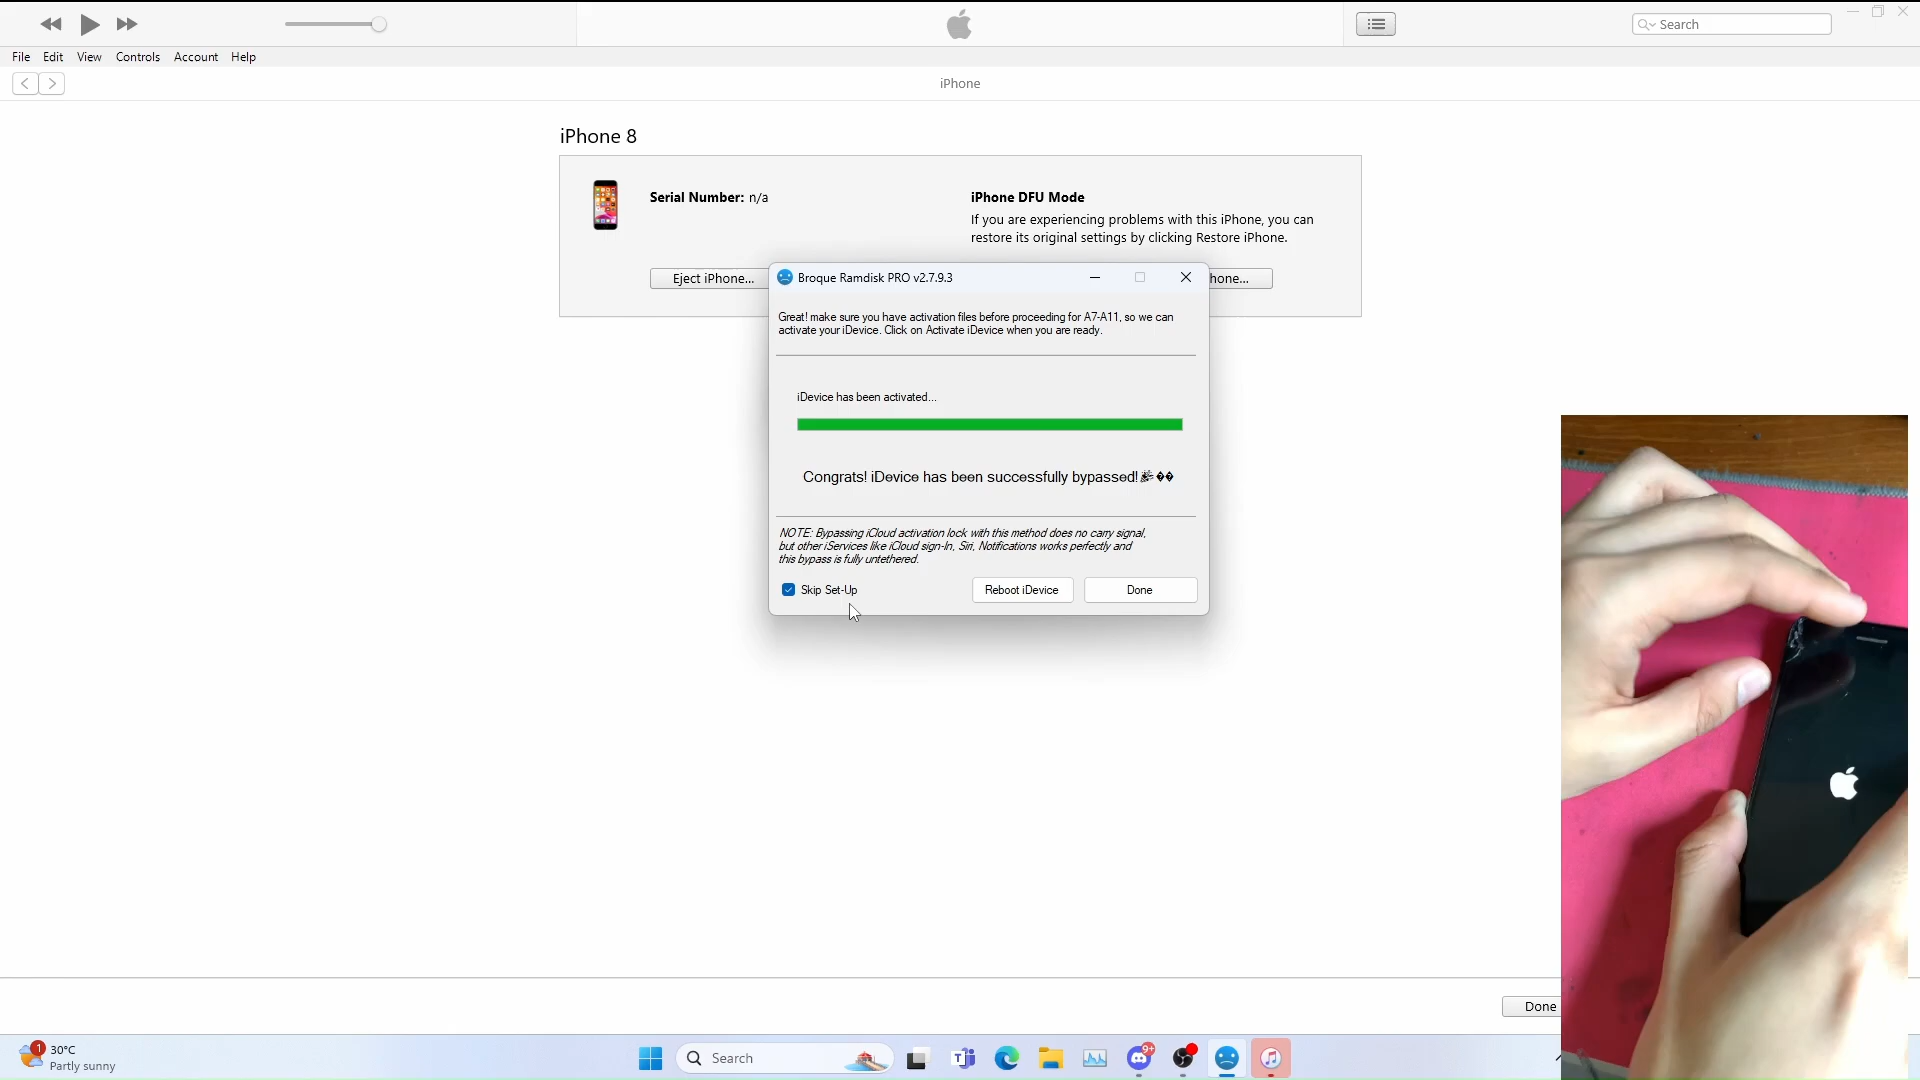 Search
File Edit View Controls Account Help
iPhone
iPhone 8
Serial Number: n/a
iPhone DFU Mode
If you are experiencing problems with this iPhone, you can
restore its original settings by clicking Restore iPhone.
Eject iPhone...
hone...
Broque Ramdisk PRO v2.7.9.3
Great! make sure you have activation files before proceeding for A7-A11, so we can
activate your iDevice. Click on Activate iDevice when you are ready.
iDevice has been activated...
Congrats! iDevice has been successfully bypassed!🎉��
NOTE: Bypassing iCloud activation lock with this method does no carry signal,
but other iServices like iCloud sign-In, Siri, Notifications works perfectly and
this bypass is fully untethered.
Skip Set-Up
Reboot iDevice
Done
Done
1
30°C
Partly sunny
Search
9+